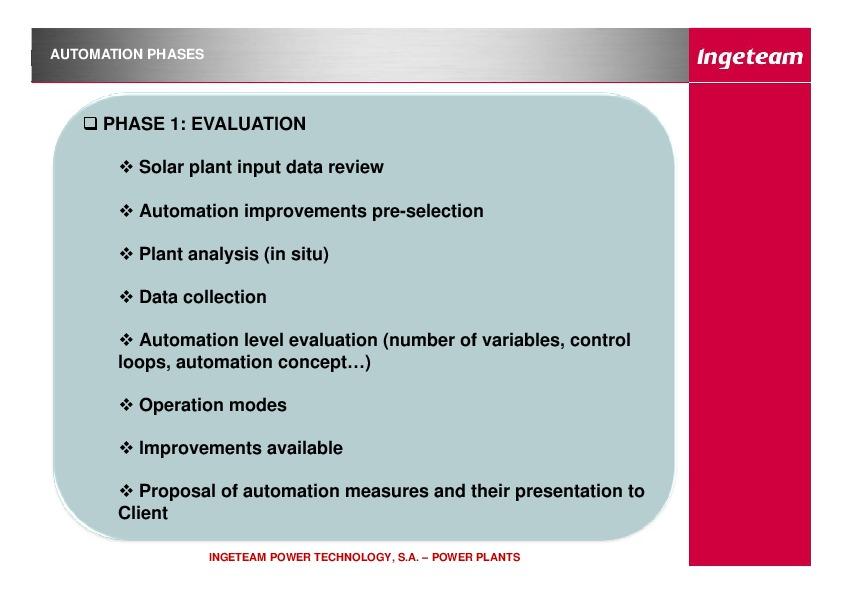 AUTOMATION PHASES
Ingeteam
❑ PHASE 1: EVALUATION
❖ Solar plant input data review
❖ Automation improvements pre-selection
❖ Plant analysis (in situ)
❖ Data collection
❖ Automation level evaluation (number of variables, control
loops, automation concept…)
❖ Operation modes
❖ Improvements available
❖ Proposal of automation measures and their presentation to
Client
INGETEAM POWER TECHNOLOGY, S.A. – POWER PLANTS